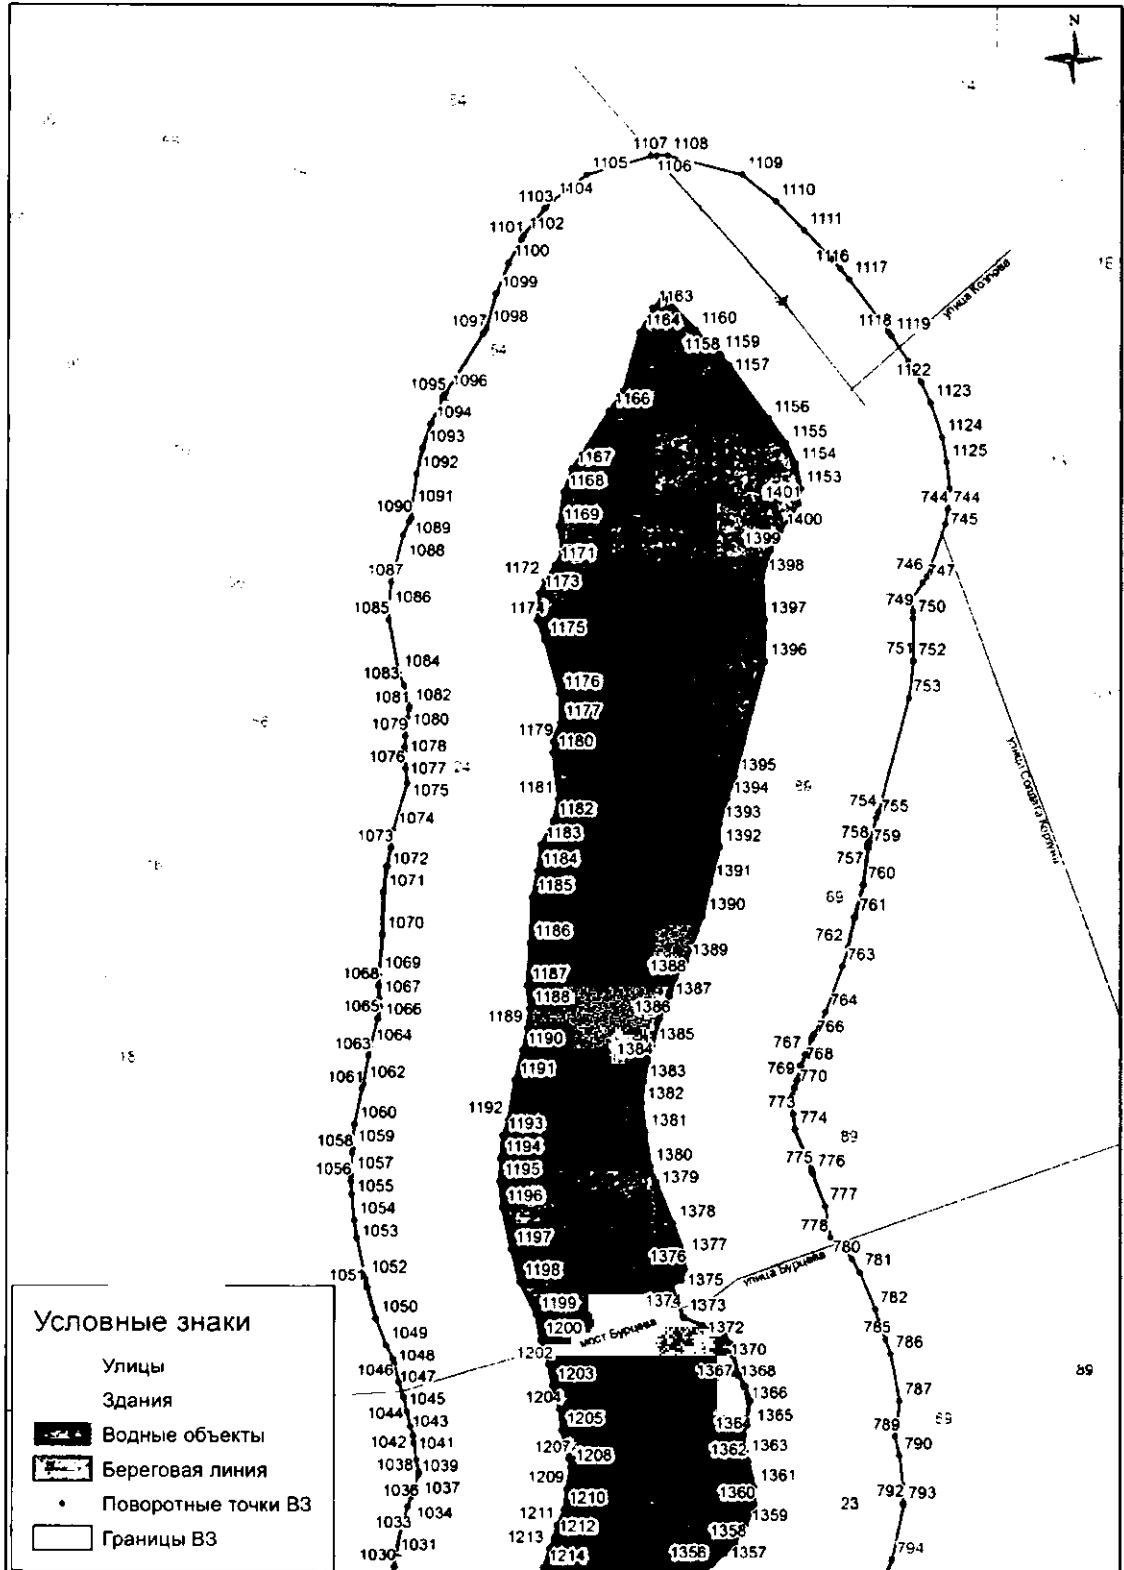 N
54
1107 1108
1105 1106 1109
1104
1103 1110
1101 1102 1111
1100 1116
1099 1117
улица Козлова
1163
1097 1098 1164 1160 1118 1119
1158 1159
54 1157 1122
1095 1096 1166 1123
1094 1156
1093 1155 1124
1092 1167 1154 1125
1168 1153
1091 1401 744 744
1090 1169 1400 745
1089 1399
1088 1171 1398
1087 1172 1173 746 747
1086 1397 749 750
1085 1174
1175 1396 751 752
1084
1083 1176 753
1081 1082
1080 1177
1079 1179
1078 1180
1076 24
1077 1395
1075 1181 1394 89
улица Солдата Корзуна
1074 1182 1393 754 755
1073 1183 1392 758 759
1072 1184 757
1071 1185 1391 760
1390 69 761
1070 1186 762
1389
1069 1187 1388 763
1068
1067 1188 1387
1065 1066 1189 1386 764
1064 1190 1385 766
1063 1384 767
18 768
1062 1191 1383 769
1061 1382 770
1060 1192 1193 1381 773
1058 1059 1194 774
89
1057 1195 1380 775 776
1056 1055 1196 1379
1054 1378 777
1053 1197 1377 778
1376 780
1052 1198 1375 781
улица Бурцева
1051
1199 1374 1373 782
1050 1200 1372 785
мост Бурцева
1049 1202 1370 786
1048 1203 1367 1368 89
1046 1047 1204 1366 787
1045 1205 1365
1044 1364 789 69
1043 1207 1362 1363 790
1042 1041 1208
1038 1039 1209 1361
1036 1037 1210 1360 792 793
1034 1211 1359 23
1033 1212 1358
1031 1213 1357
1030 1214 1356 794
Условные знаки
Улицы
Здания
Водные объекты
Береговая линия
Поворотные точки ВЗ
Границы ВЗ